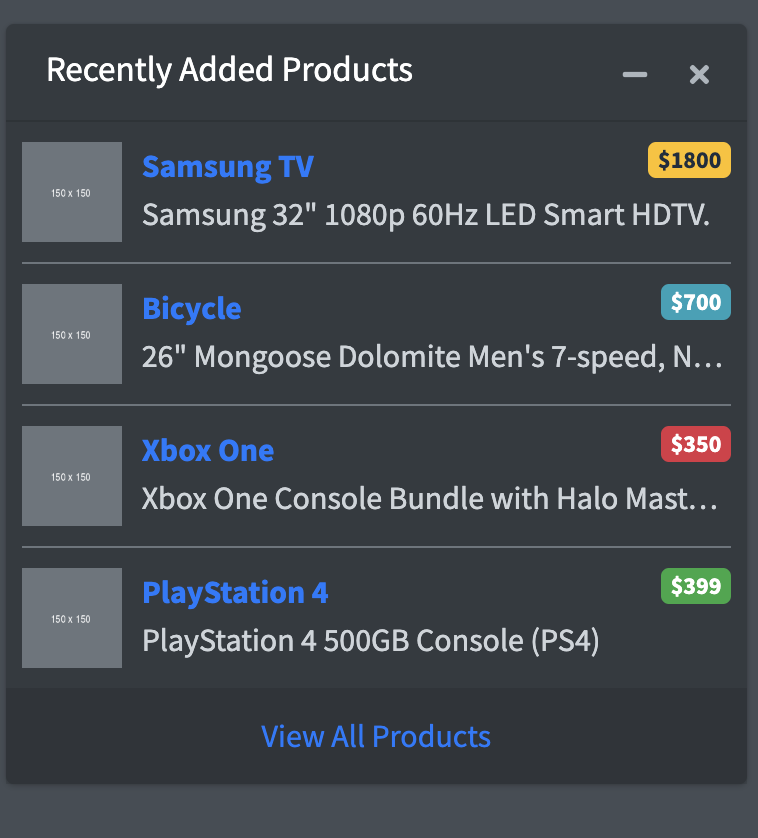 Recently Added Products
150 x 150
Samsung TV
$1800
Samsung 32" 1080p 60Hz LED Smart HDTV.
150 x 150
Bicycle
$700
26" Mongoose Dolomite Men's 7-speed, N...
150 x 150
Xbox One
$350
Xbox One Console Bundle with Halo Mast...
150 x 150
PlayStation 4
$399
PlayStation 4 500GB Console (PS4)
View All Products